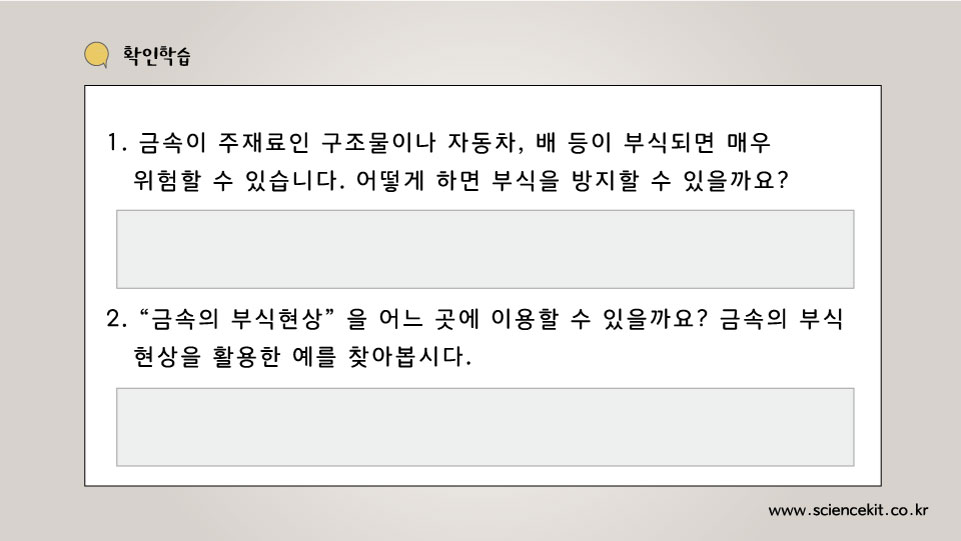 확인학습
1. 금속이 주재료인 구조물이나 자동차, 배 등이 부식되면 매우
위험할 수 있습니다. 어떻게 하면 부식을 방지할 수 있을까요?
2. “금속의 부식현상” 을 어느 곳에 이용할 수 있을까요? 금속의 부식
현상을 활용한 예를 찾아봅시다.
www.sciencekit.co.kr